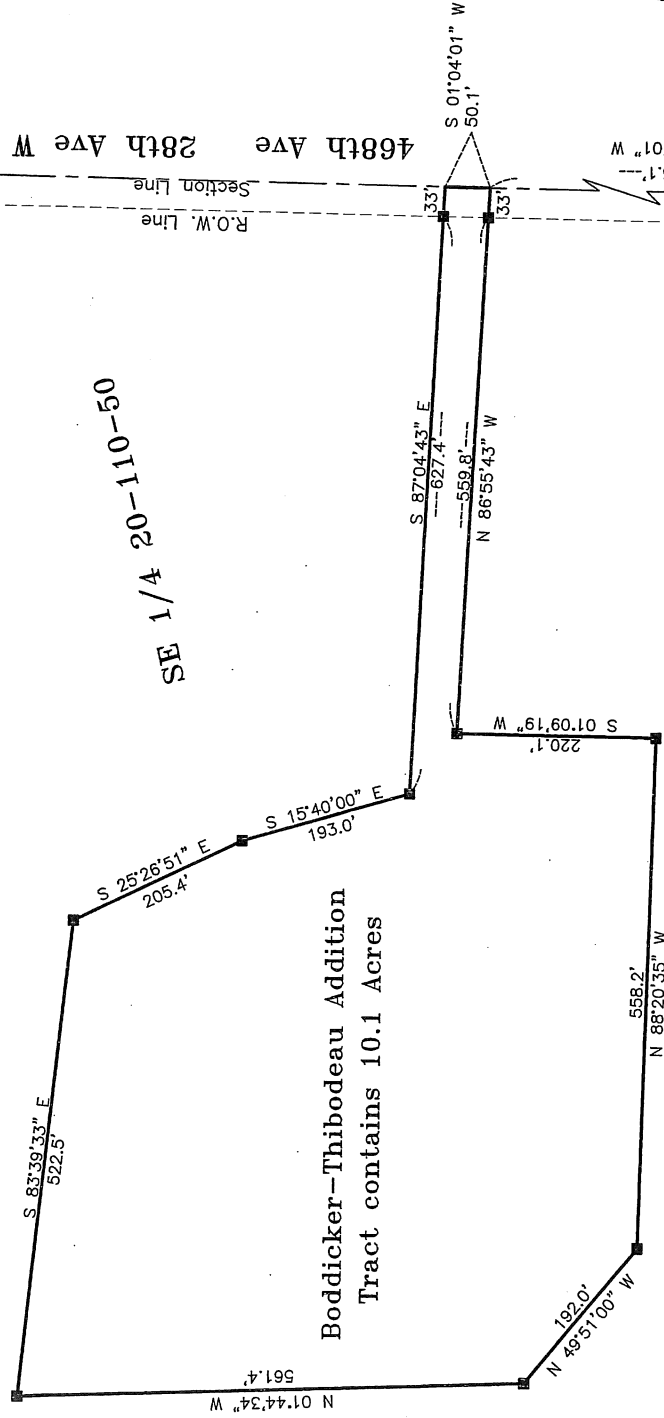 S 01°04'01" W
50.1'
468th Ave 28th Ave W
Section Line
R.O.W. Line
33'
33'
01" W
.1'---
SE 1/4 20-110-50
S 87°04'43" E
---627.4'---
---559.8'---
N 86°55'43" W
S 01°09'19" W
220.1'
S 15°40'00" E
193.0'
S 25°26'51" E
205.4'
S 83°39'33" E
522.5'
Boddicker-Thibodeau Addition
Tract contains 10.1 Acres
558.2'
N 88°20'35" W
192.0'
N 49°51'00" W
561.4'
N 01°44'34" W